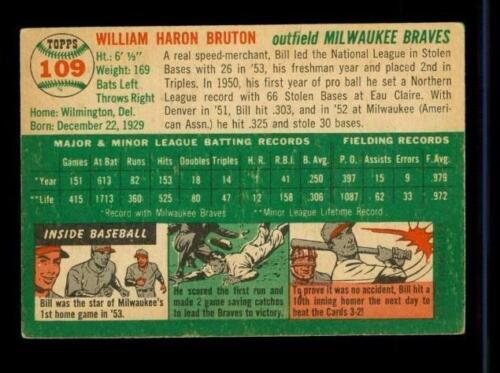 TOPPS
109
WILLIAM HARON BRUTON outfield MILWAUKEE BRAVES
Ht.: 6' ½"
Weight: 169
Bats Left
Throws Right
Home: Wilmington, Del.
Born: December 22, 1929
A real speed-merchant, Bill led the National League in Stolen
Bases with 26 in '53, his freshman year and placed 2nd in
Triples. In 1950, his first year of pro ball he set a Northern
League record with 66 Stolen Bases at Eau Claire. With
Denver in '51, Bill hit .303, and in '52 at Milwaukee (Ameri-
can Assn.) he hit .325 and stole 30 bases.
MAJOR & MINOR LEAGUE BATTING RECORDS FIELDING RECORDS
Games At Bat Runs Hits Doubles Triples H. R. R.B.I. B. Avg. P. O. Assists Errors F. Avg.
*Year 151 613 82 153 18 14 1 41 .250 397 15 9 .979
**Life 415 1713 360 525 80 47 12 158 .306 1087 62 33 .972
*Record with Milwaukee Braves **Minor League Lifetime Record
INSIDE BASEBALL
Bill was the star of Milwaukee's
1st home game in '53.
He scored the first run and
made 2 game saving catches
to lead the Braves to victory.
To prove it was no accident, Bill hit a
10th inning homer the next day to
beat the Cards 3-2!